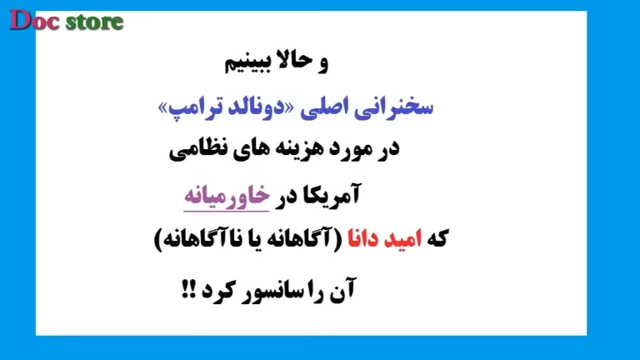 Doc store
و حالا ببینیم
سخنرانی اصلی «دونالد ترامپ»
در مورد هزینه های نظامی
آمریکا در خاورمیانه
که امید دانا (آگاهانه یا ناآگاهانه)
آن را سانسور کرد !!